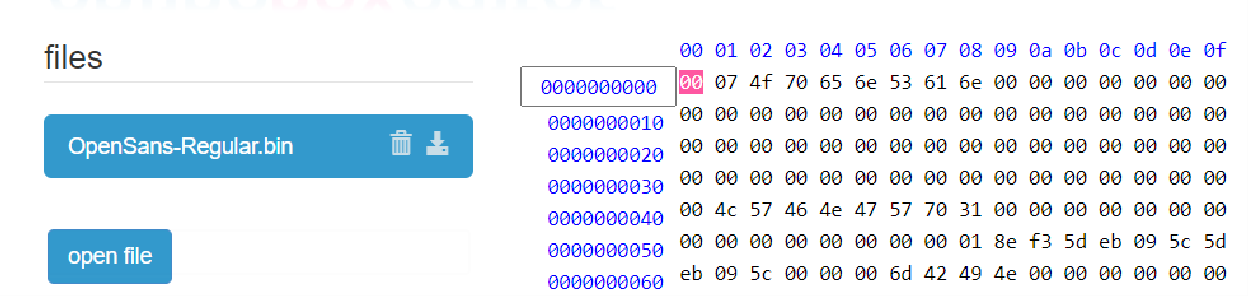 files
OpenSans-Regular.bin
open file
00 01 02 03 04 05 06 07 08 09 0a 0b 0c 0d 0e 0f
0000000000 00 07 4f 70 65 6e 53 61 6e 00 00 00 00 00 00 00
0000000010 00 00 00 00 00 00 00 00 00 00 00 00 00 00 00 00
0000000020 00 00 00 00 00 00 00 00 00 00 00 00 00 00 00 00
0000000030 00 00 00 00 00 00 00 00 00 00 00 00 00 00 00 00
0000000040 00 4c 57 46 4e 47 57 70 31 00 00 00 00 00 00 00
0000000050 00 00 00 00 00 00 00 00 01 8e f3 5d eb 09 5c 5d
0000000060 eb 09 5c 00 00 00 6d 42 49 4e 00 00 00 00 00 00